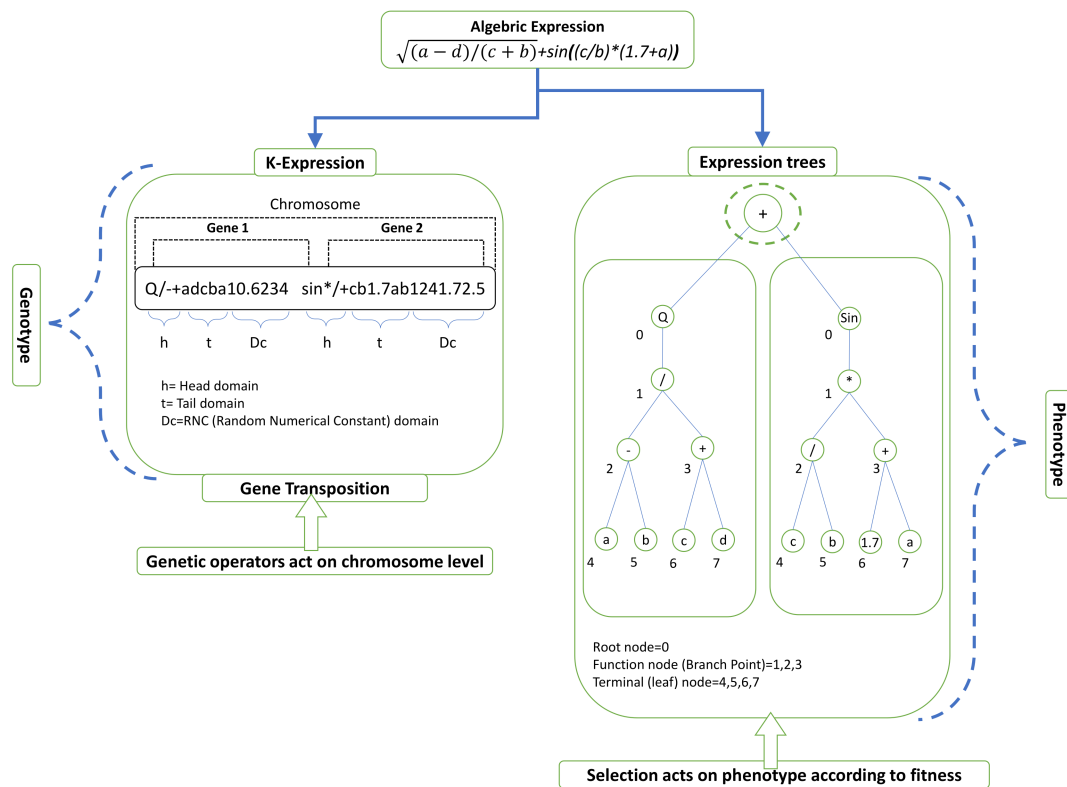 Algebric Expression
√(a − d)/(c + b)+sin((c/b)*(1.7+a))
K-Expression
Expression trees
Chromosome
Gene 1
Gene 2
Q/-+adcba10.6234 sin*/+cb1.7ab1241.72.5
h
t
Dc
h
t
Dc
h= Head domain
t= Tail domain
Dc=RNC (Random Numerical Constant) domain
Genotype
Gene Transposition
Genetic operators act on chromosome level
+
Q
0
/
1
-
2
+
3
a
4
b
5
c
6
d
7
Sin
0
*
1
/
2
+
3
c
4
b
5
1.7
6
a
7
Root node=0
Function node (Branch Point)=1,2,3
Terminal (leaf) node=4,5,6,7
Phenotype
Selection acts on phenotype according to fitness